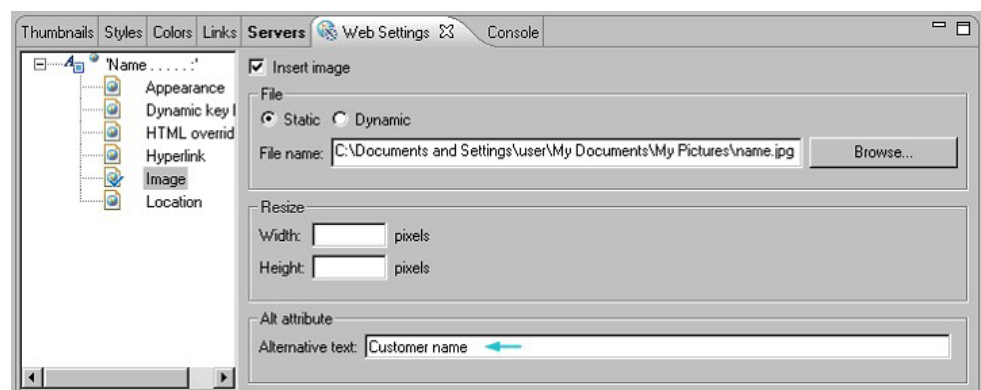 Thumbnails Styles Colors Links Servers Web Settings Console
'Name . . . . . :'
Appearance
Dynamic key l
HTML overrid
Hyperlink
Image
Location
Insert image
File
Static Dynamic
File name: C:\Documents and Settings\user\My Documents\My Pictures\name.jpg Browse...
Resize
Width: pixels
Height: pixels
Alt attribute
Alternative text: Customer name